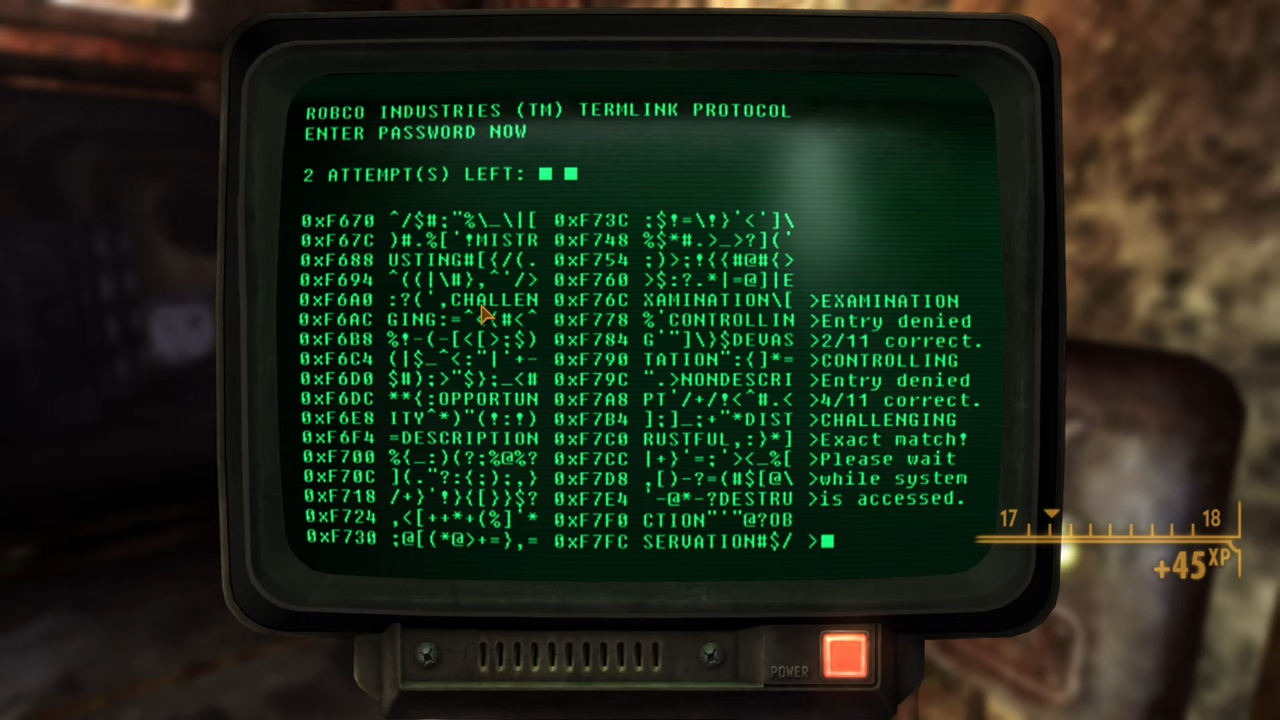 ROBCO INDUSTRIES (TM) TERMLINK PROTOCOL
ENTER PASSWORD NOW
2 ATTEMPT(S) LEFT: ■ ■
0xF670 ^/$#;"%\_\|[ 0xF73C ;$!=\!}'<']\
0xF67C )#.%['!MISTR 0xF748 %$*#.>_>?]('
0xF688 USTING#[{/(. 0xF754 ;)>;!{{#@#{>
0xF694 ^((|\#},^'/> 0xF760 >$:?.*|=@]|E
0xF6A0 :?(',CHALLEN 0xF76C XAMINATION\[ >EXAMINATION
0xF6AC GING:=^ \#<^ 0xF778 %'CONTROLLIN >Entry denied
0xF6B8 %!-(-[<[>;$) 0xF784 G'"]\}$DEVAS >2/11 correct.
0xF6C4 (|$_^<:"|'+- 0xF790 TATION":{]*= >CONTROLLING
0xF6D0 $#);>"$};_<# 0xF79C ".>NONDESCRI >Entry denied
0xF6DC **{:OPPORTUN 0xF7A8 PT'/+/!<^#.< >4/11 correct.
0xF6E8 ITY^*)"(!:!) 0xF7B4 ];]_;+"*DIST >CHALLENGING
0xF6F4 =DESCRIPTION 0xF7C0 RUSTFUL,:}*] >Exact match!
0xF700 %{_:)(?;%@%? 0xF7CC |+}'=;'><_%[ >Please wait
0xF70C ](."?:{:):,} 0xF7D8 ,[)-?=(#$[@\ >while system
0xF718 /+}'!}{[}}$? 0xF7E4 '-@*-?DESTRU >is accessed.
0xF724 ,<[++*+(%]'* 0xF7F0 CTION"'"@?OB
0xF730 ;@[(*@>+=},= 0xF7FC SERVATION#$/ >■
17 18
+45 XP
POWER